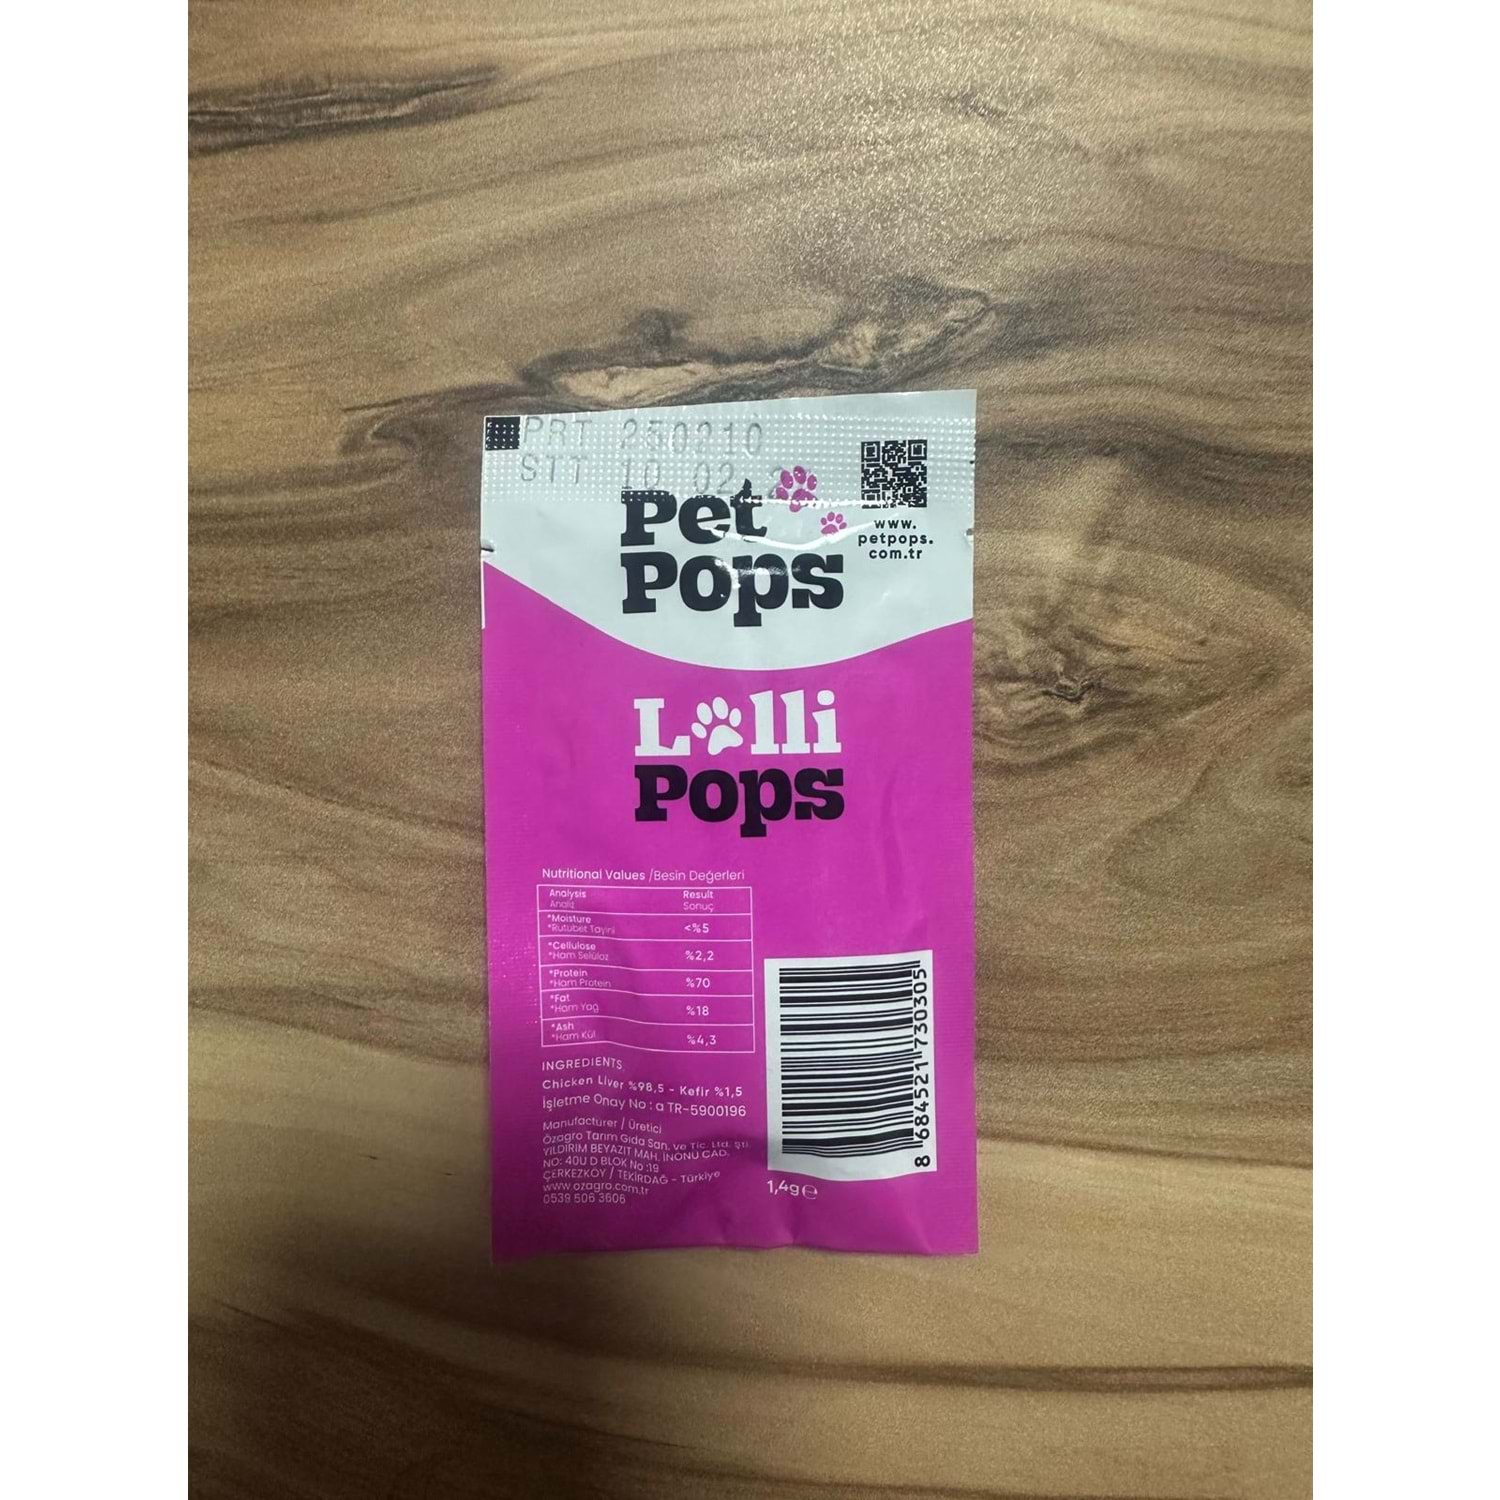 PRT 250210
STT 10 02
Pet
Pops
www.
petpops.
com.tr
Lolli
Pops
Nutritional Values /Besin Değerleri
Analysis Result
Analiz Sonuç
*Moisture
*Rutubet Tayini <%5
*Cellulose
*Ham Selüloz %2,2
*Protein
*Ham Protein %70
*Fat
*Ham Yağ %18
*Ash
*Ham Kül %4,3
INGREDIENTS
Chicken Liver %98,5 - Kefir %1,5
İşletme Onay No : a TR-5900196
Manufacturer / Üretici
Özagro Tarım Gıda San. ve Tic. Ltd. Şti
YILDIRIM BEYAZIT MAH. İNÖNÜ CAD.
NO: 40U D BLOK No :19
ÇERKEZKÖY / TEKİRDAĞ - Türkiye
www.ozagro.com.tr
0539 506 3606
8 684521 730305
1,4g ℮